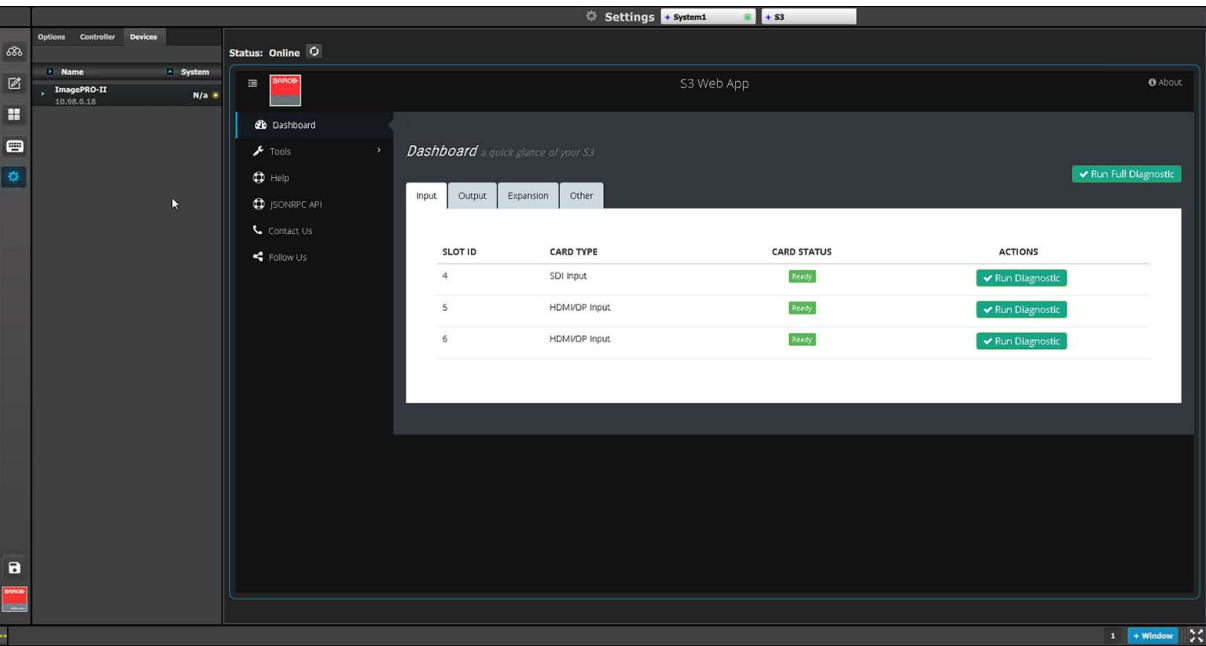 Settings + System1 + S3
Options Controller Devices
Name System
ImagePRO-II
10.98.0.18 N/a
Status: Online
BARCO
S3 Web App
About
Dashboard
Tools
Help
JSONRPC API
Contact Us
Follow Us
Dashboard a quick glance of your S3
Run Full Diagnostic
Input Output Expansion Other
SLOT ID CARD TYPE CARD STATUS ACTIONS
4 SDI Input Ready Run Diagnostic
5 HDMI/DP Input Ready Run Diagnostic
6 HDMI/DP Input Ready Run Diagnostic
BARCO
1 + Window